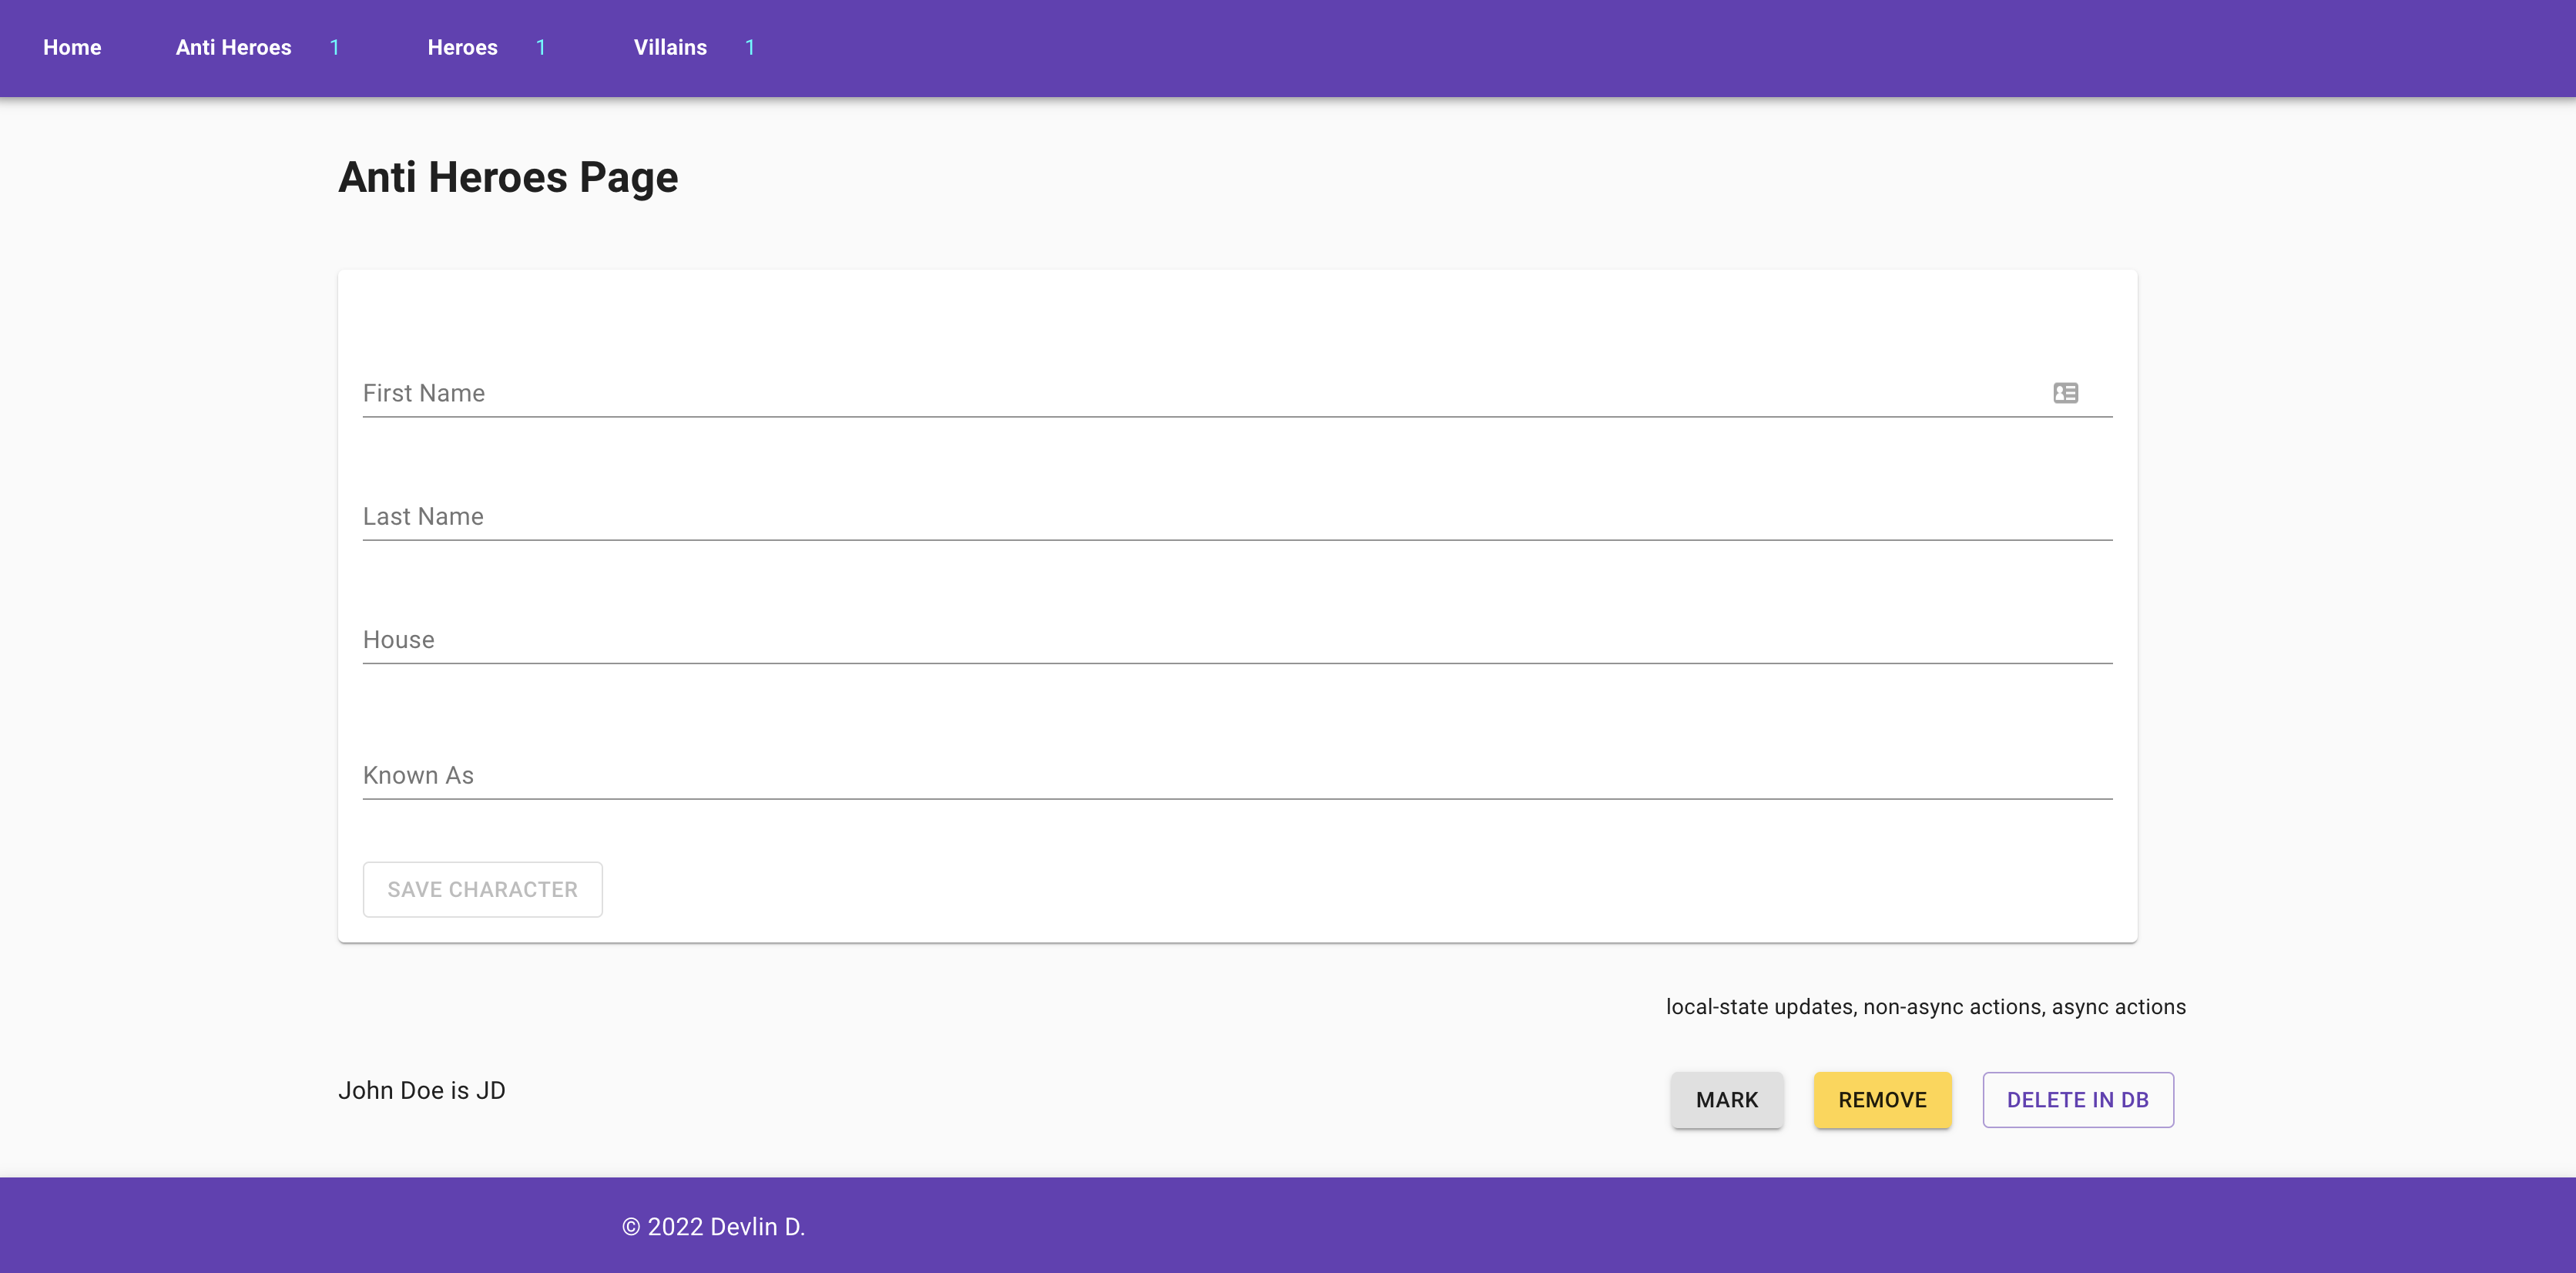 Home Anti Heroes 1 Heroes 1 Villains 1
Anti Heroes Page
First Name
Last Name
House
Known As
SAVE CHARACTER
local-state updates, non-async actions, async actions
John Doe is JD MARK REMOVE DELETE IN DB
© 2022 Devlin D.